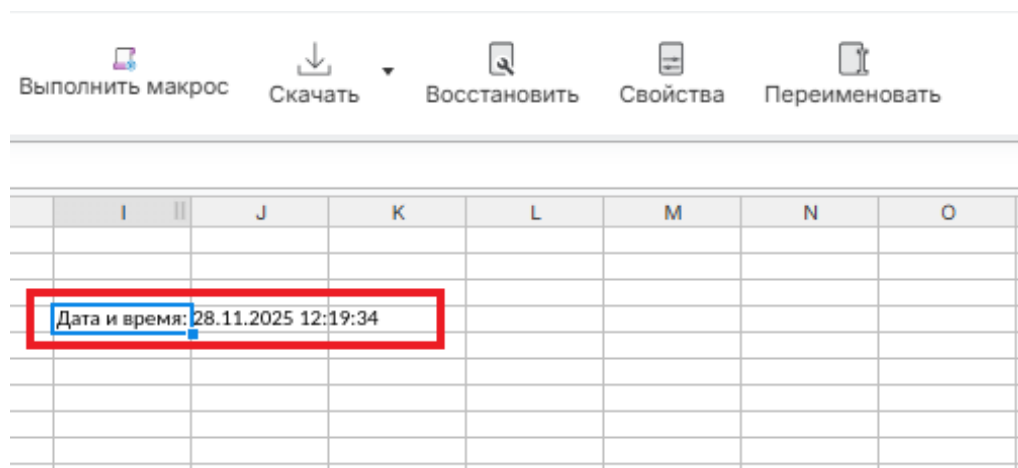 Выполнить макрос Скачать Восстановить Свойства Переименовать
I J K L M N O
Дата и время: 28.11.2025 12:19:34